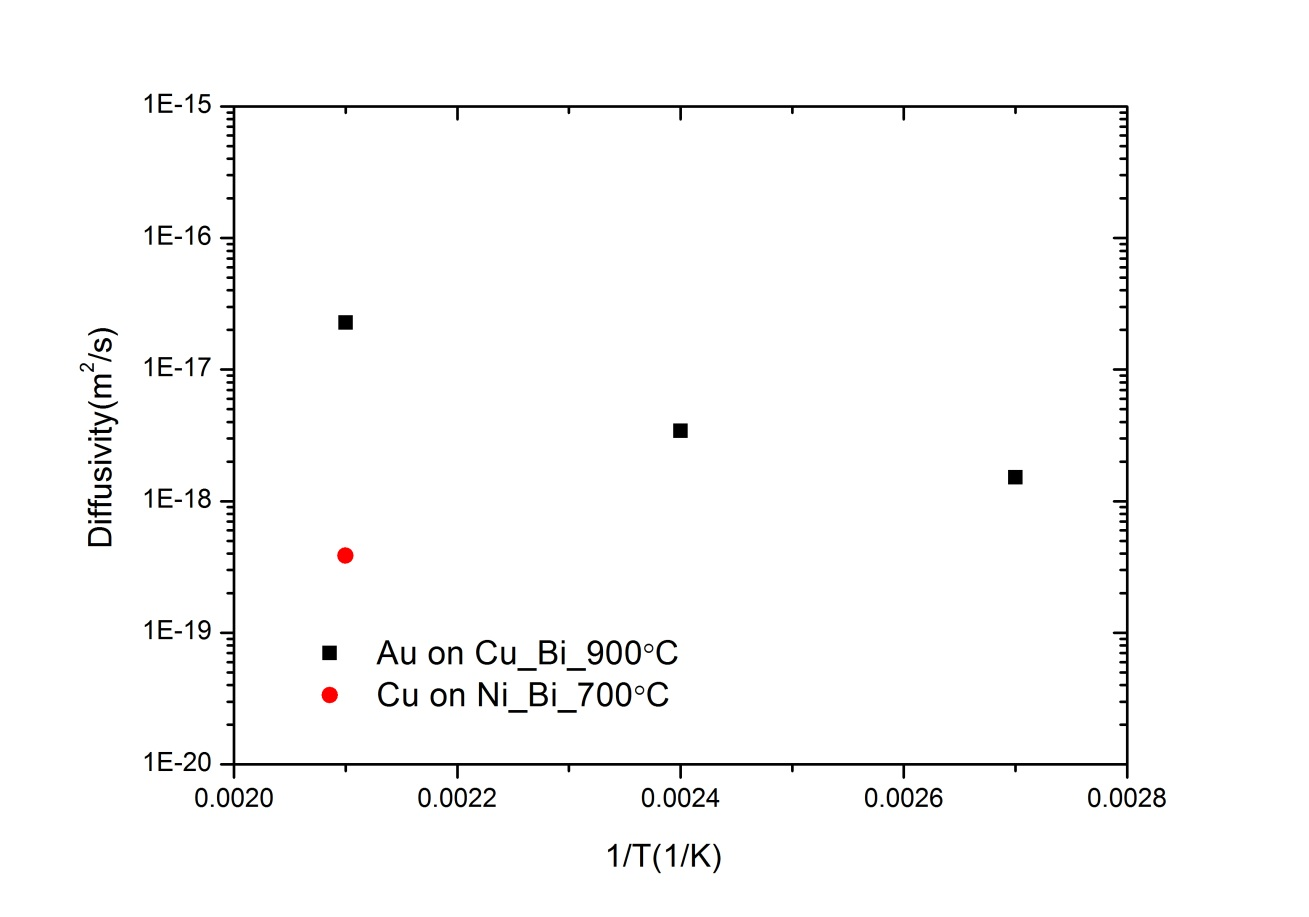 1E-15
1E-16
1E-17
1E-18
1E-19
1E-20
Diffusivity(m²/s)
Au on Cu_Bi_900°C
Cu on Ni_Bi_700°C
0.0020 0.0022 0.0024 0.0026 0.0028
1/T(1/K)